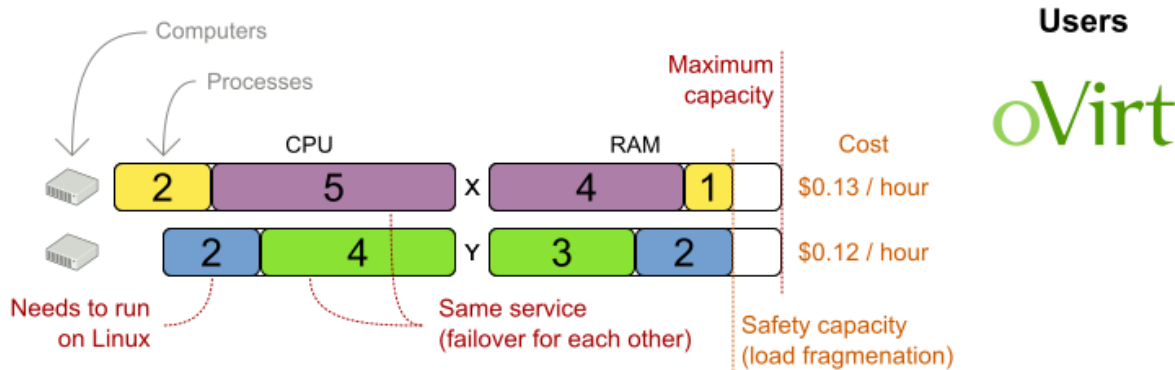 Computers
Users
Processes
Maximum
capacity
oVirt
CPU
RAM
Cost
2 5 X 4 1 $0.13 / hour
2 4 Y 3 2 $0.12 / hour
Needs to run
on Linux
Same service
(failover for each other)
Safety capacity
(load fragmenation)